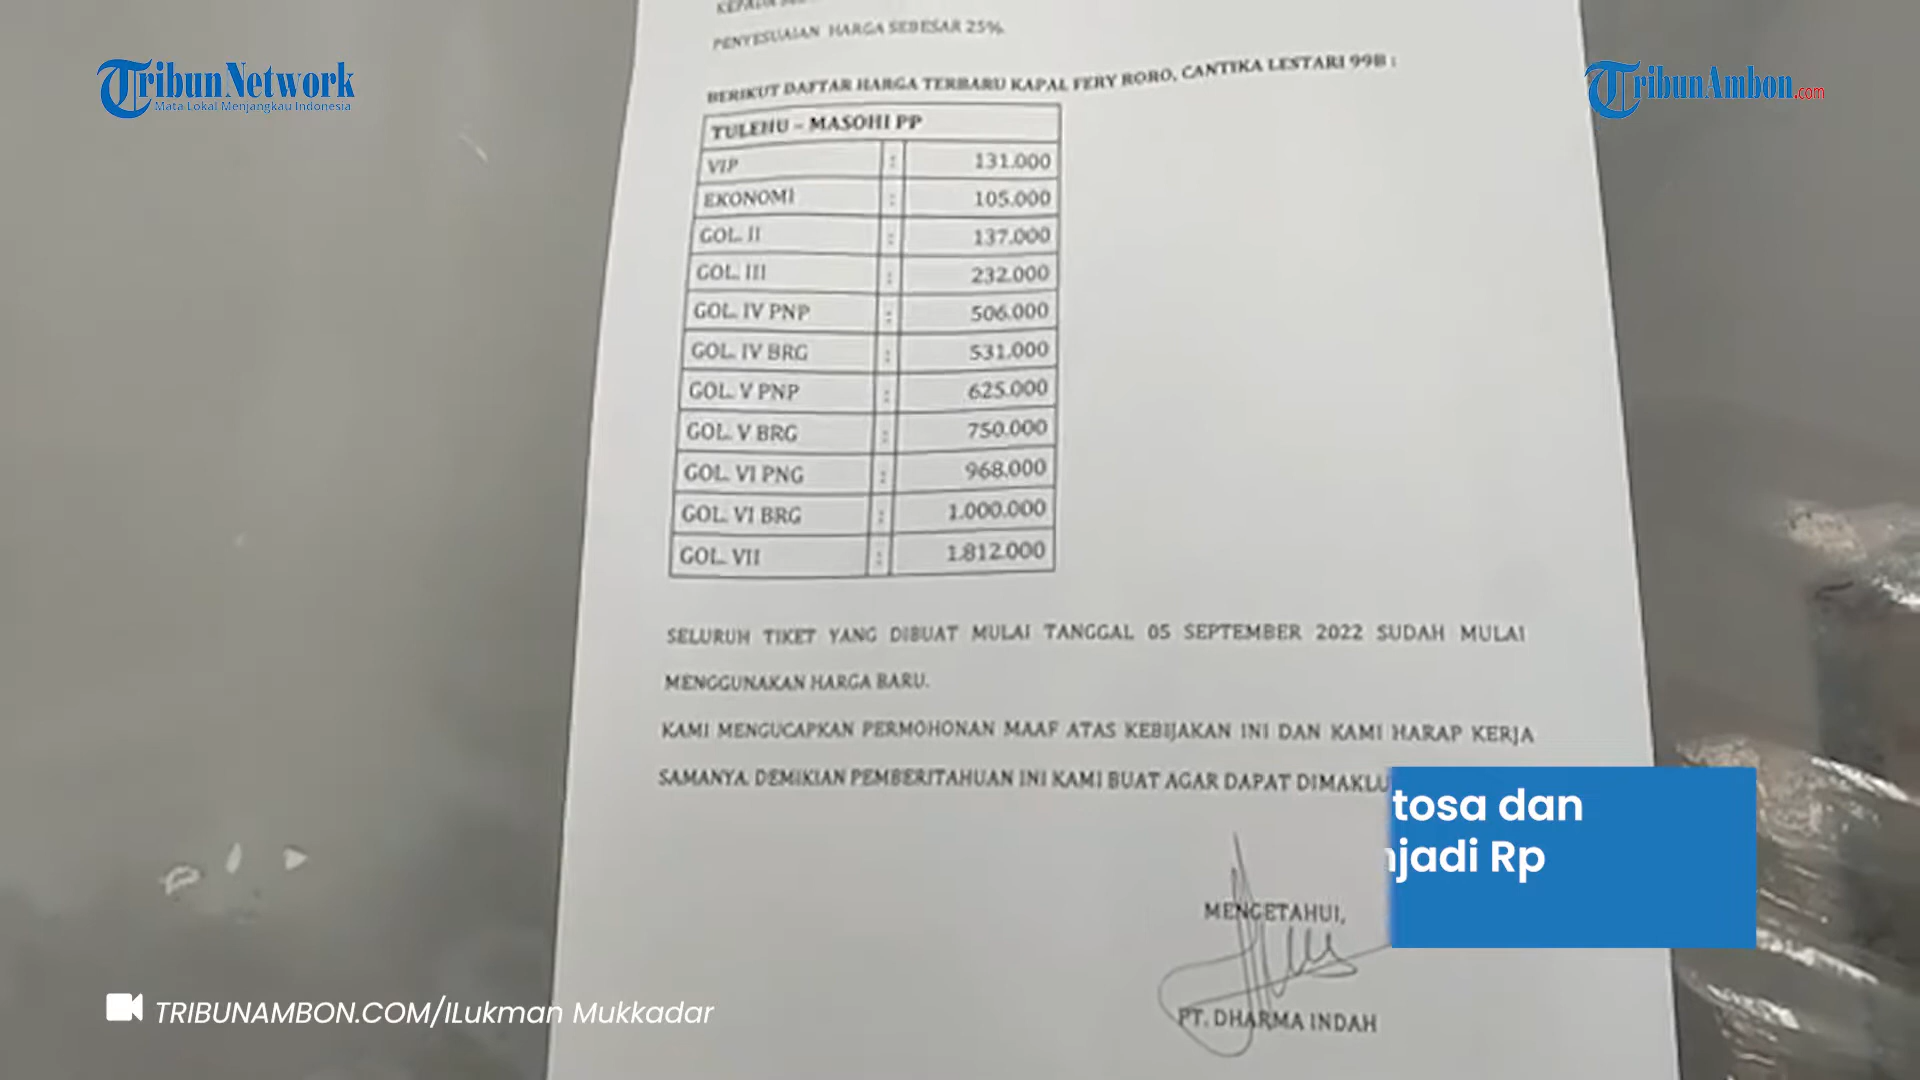 TribunNetwork
Mata Lokal Menjangkau Indonesia
TribunAmbon.com
PENYESUAIAN HARGA SEBESAR 25%.
BERIKUT DAFTAR HARGA TERBARU KAPAL FERY RORO, CANTIKA LESTARI 99B :
TULEHU – MASOHI PP
VIP : 131.000
EKONOMI : 105.000
GOL. II : 137.000
GOL. III : 232.000
GOL. IV PNP : 506.000
GOL. IV BRG : 531.000
GOL. V PNP : 625.000
GOL. V BRG : 750.000
GOL. VI PNG : 968.000
GOL. VI BRG : 1.000.000
GOL. VII : 1.812.000
SELURUH TIKET YANG DIBUAT MULAI TANGGAL 05 SEPTEMBER 2022 SUDAH MULAI
MENGGUNAKAN HARGA BARU.
KAMI MENGUCAPKAN PERMOHONAN MAAF ATAS KEBIJAKAN INI DAN KAMI HARAP KERJA
SAMANYA. DEMIKIAN PEMBERITAHUAN INI KAMI BUAT AGAR DAPAT DIMAKLU
tosa dan
njadi Rp
MENGETAHUI,
PT. DHARMA INDAH
TRIBUNAMBON.COM/lLukman Mukkadar